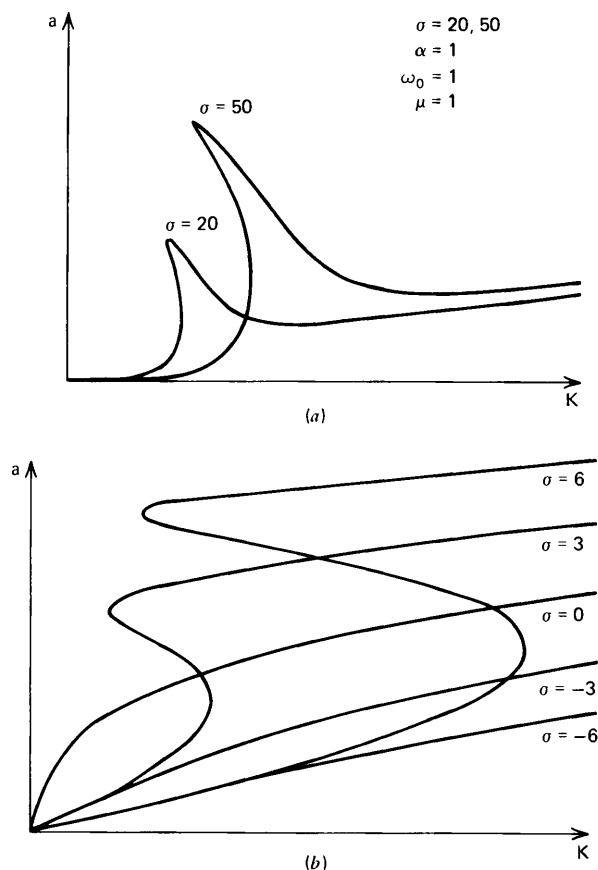 a
σ = 20, 50
α = 1
ω₀ = 1
μ = 1
σ = 50
σ = 20
K
(a)
a
σ = 6
σ = 3
σ = 0
σ = −3
σ = −6
K
(b)